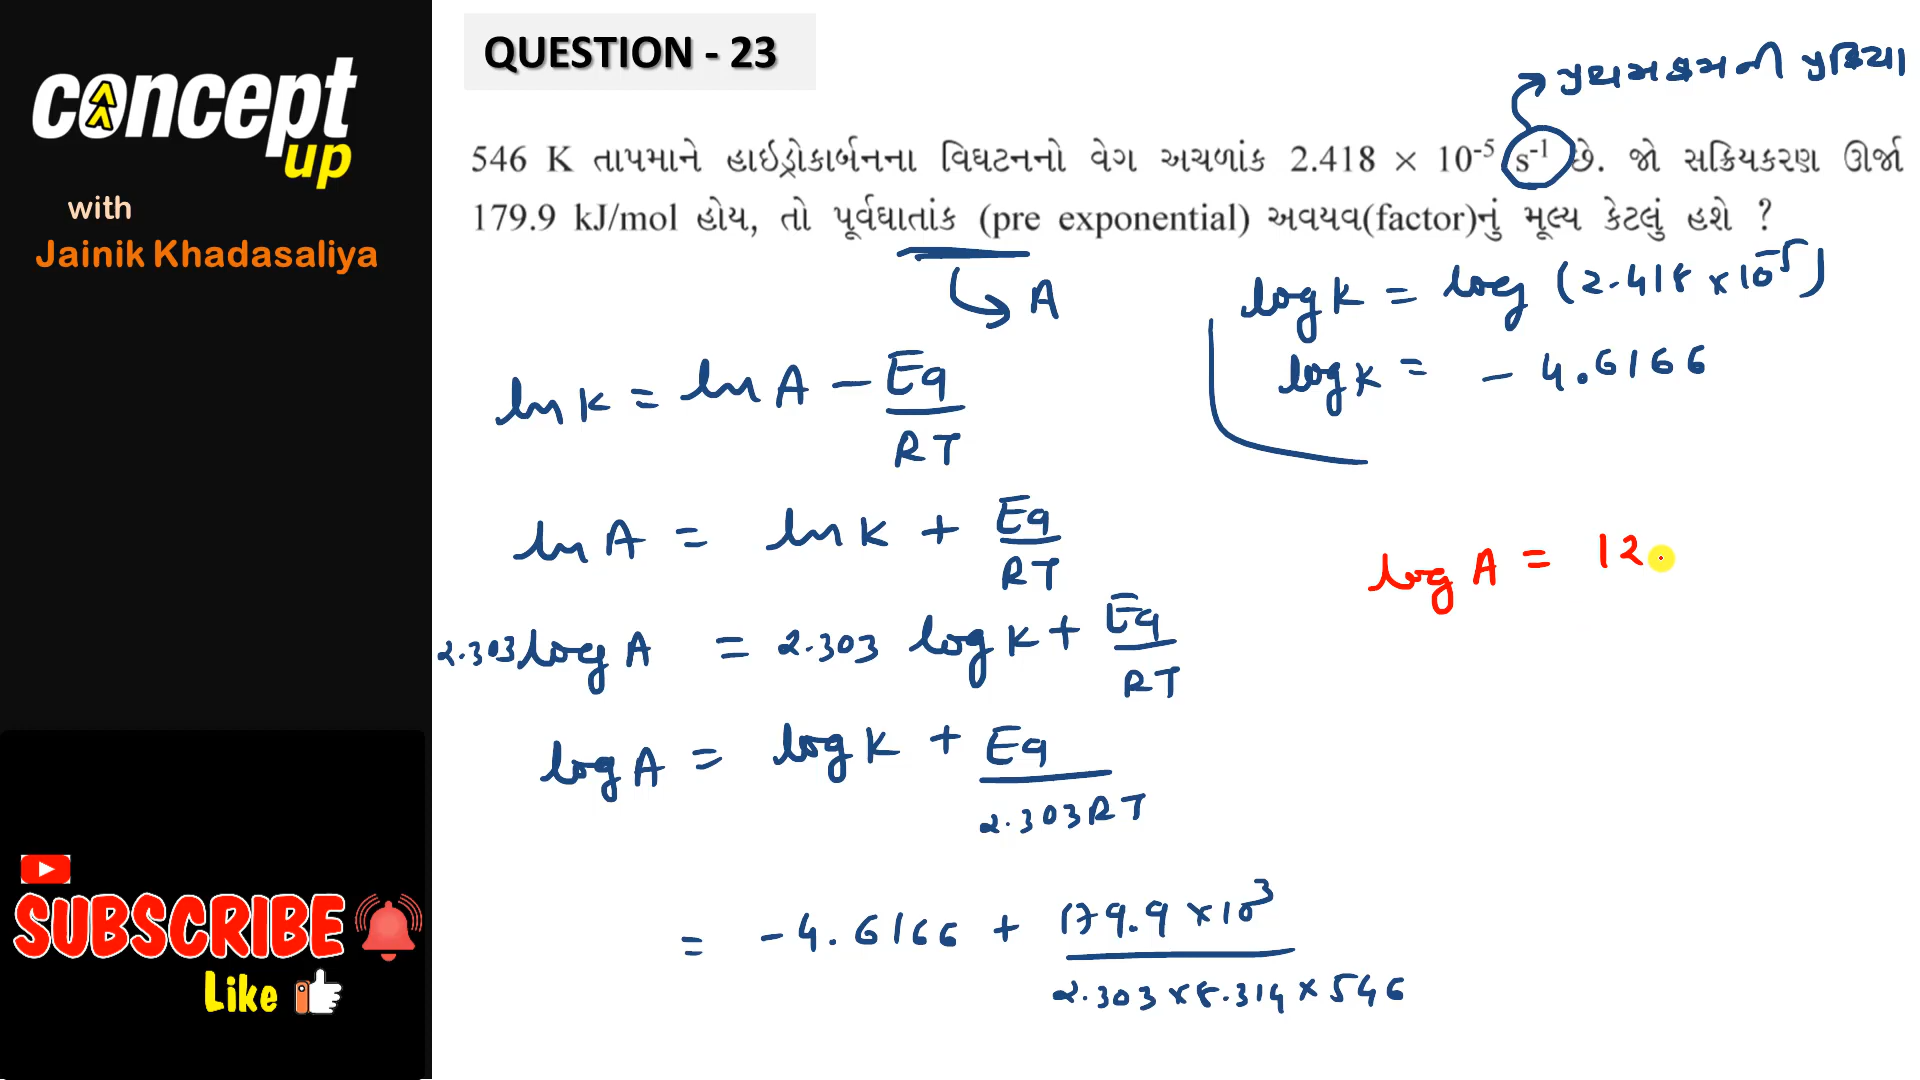 concept
up
with
Jainik Khadasaliya
SUBSCRIBE
Like
QUESTION - 23
પ્રથમક્રમની પ્રક્રિયા
546 K તાપમાને હાઇડ્રોકાર્બનના વિઘટનનો વેગ અચળાંક 2.418 × 10⁻⁵ s⁻¹ છે. જો સક્રિયકરણ ઊર્જા
179.9 kJ/mol હોય, તો પૂર્વઘાતાંક (pre exponential) અવયવ(factor)નું મૂલ્ય કેટલું હશે ?
A
log K = log (2.418 × 10⁻⁵)
log K = - 4.6166
ln K = ln A - Ea/RT
ln A = ln K + Ea/RT
2.303 log A = 2.303 log K + Ea/RT
log A = log K + Ea/2.303RT
= - 4.6166 + 179.9 × 10³/2.303 × 8.314 × 546
log A = 12.